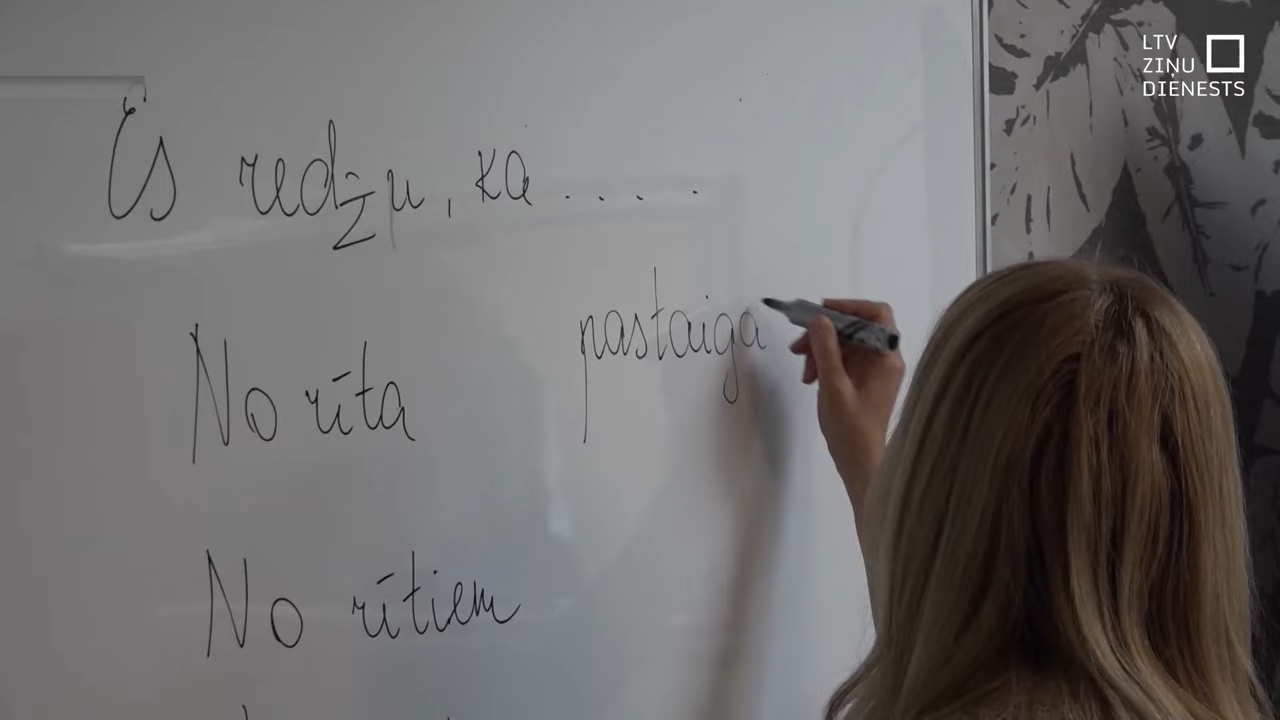 LTV
ZIŅU
DIENESTS
Es redzu, ka ....
pastaiga
No rīta
No rītiem